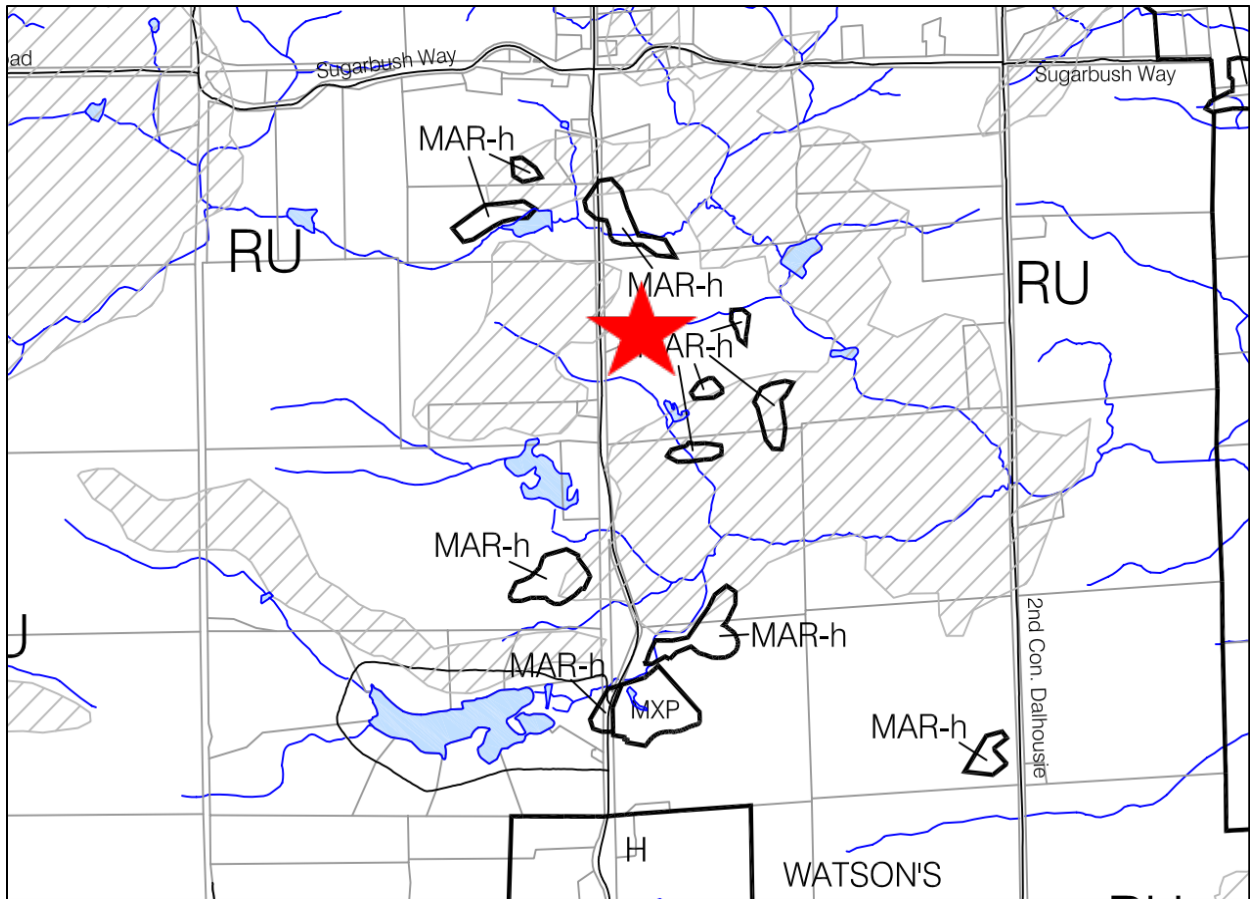 ad
Sugarbush Way
Sugarbush Way
MAR-h
RU
MAR-h
RU
AR-h
MAR-h
MAR-h
2nd Con. Dalhousie
MAR-h
MXP
MAR-h
H
WATSON'S